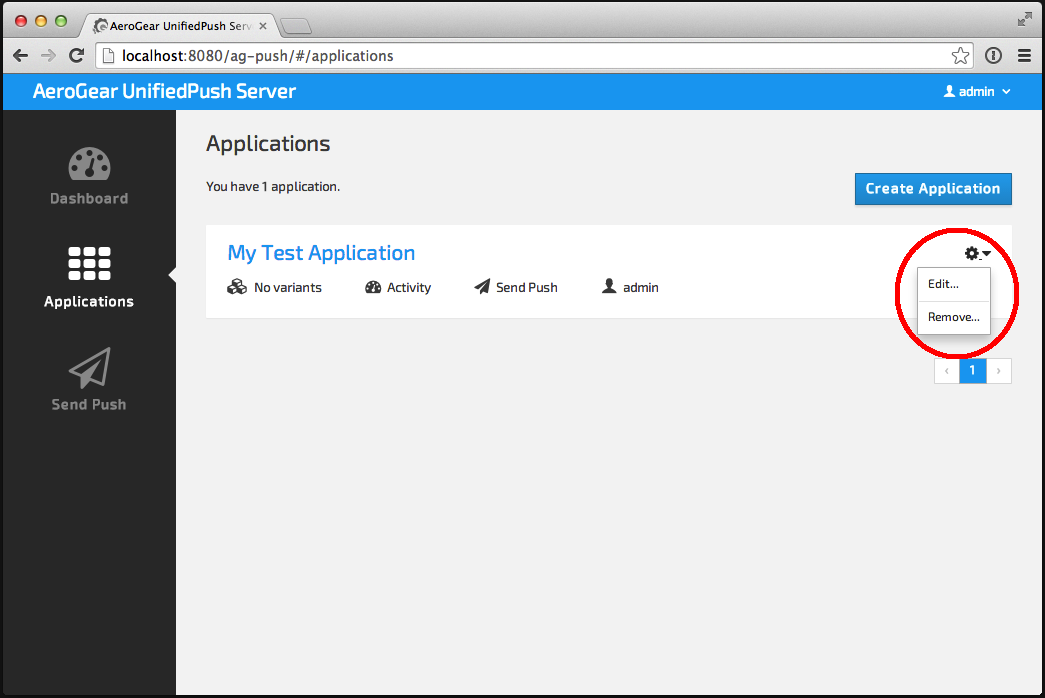 AeroGear UnifiedPush Serv
localhost:8080/ag-push/#/applications
AeroGear UnifiedPush Server
admin
Dashboard
Applications
Send Push
Applications
You have 1 application.
Create Application
My Test Application
No variants
Activity
Send Push
admin
Edit...
Remove...
‹ 1 ›